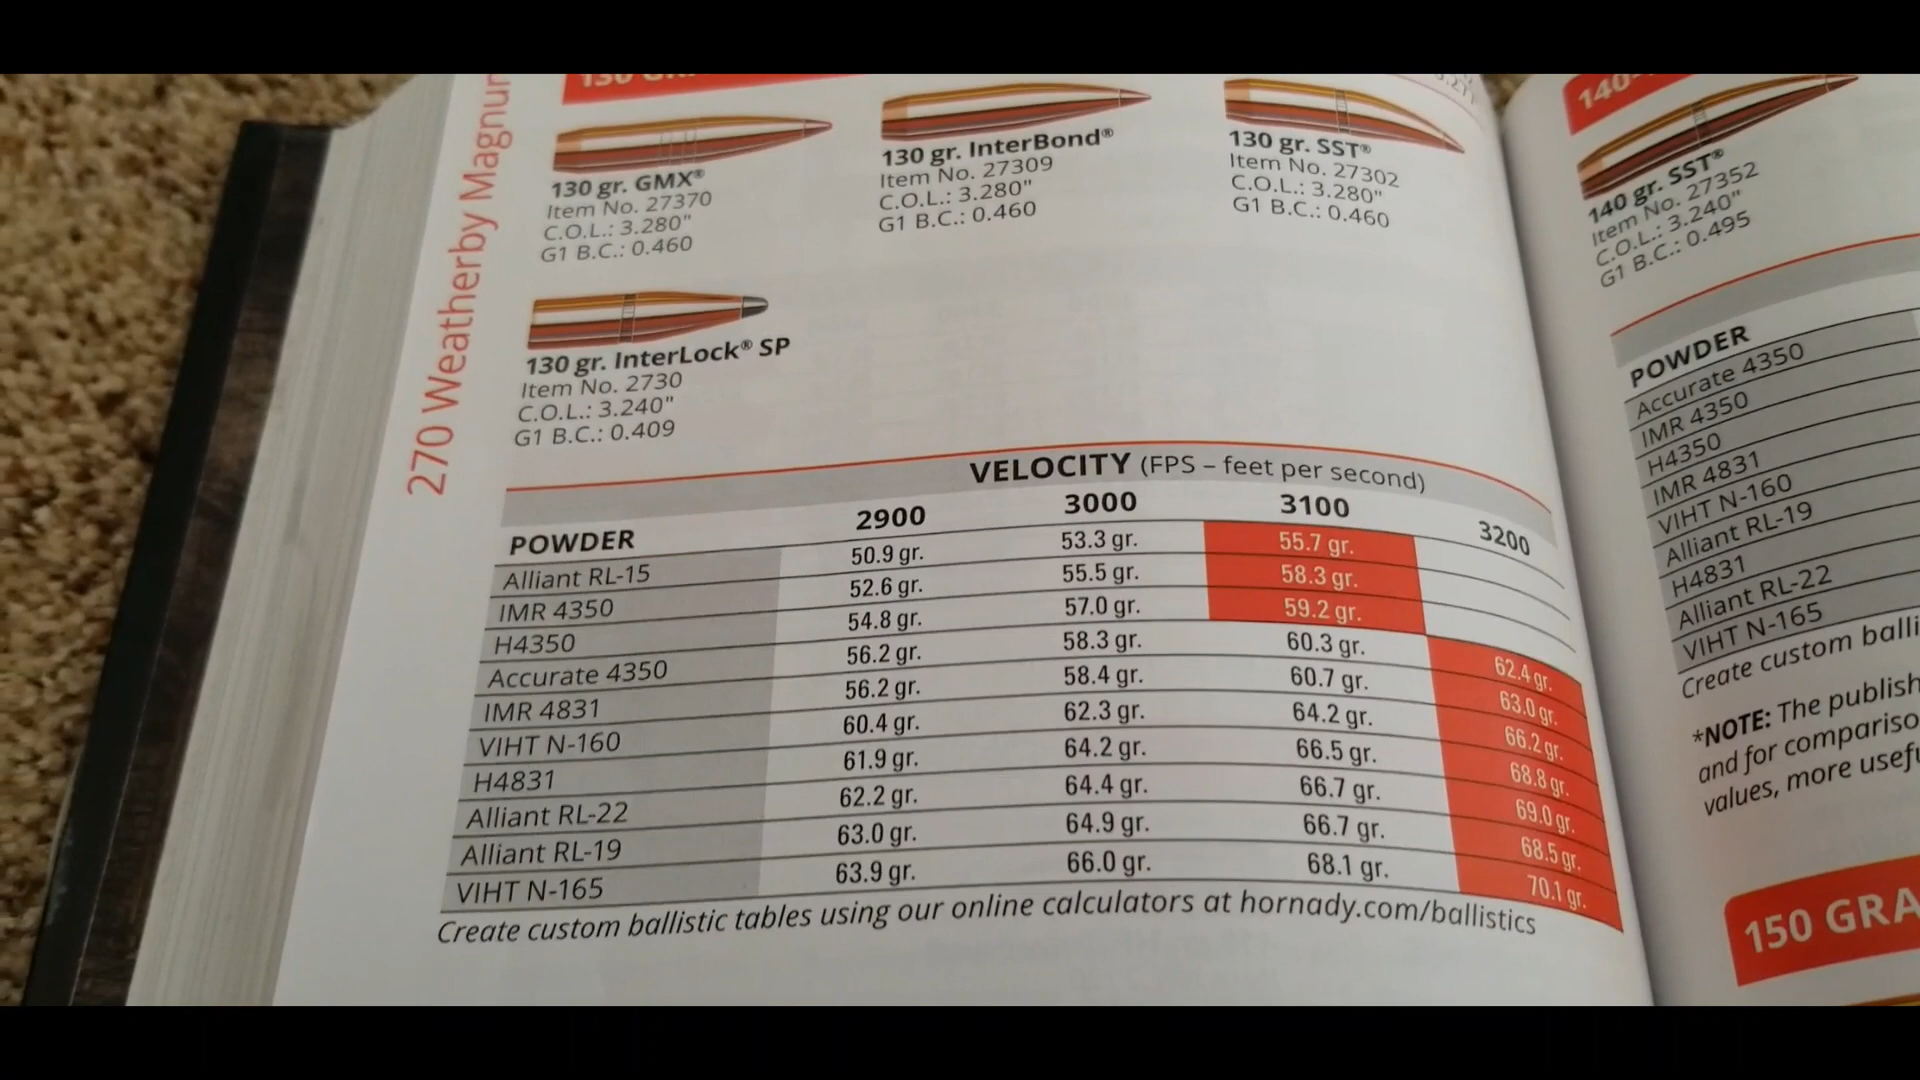 270 Weatherby Magnum
130 gr. GMX®
Item No. 27370
C.O.L.: 3.280"
G1 B.C.: 0.460
130 gr. InterBond®
Item No. 27309
C.O.L.: 3.280"
G1 B.C.: 0.460
130 gr. SST®
Item No. 27302
C.O.L.: 3.280"
G1 B.C.: 0.460
130 gr. InterLock® SP
Item No. 2730
C.O.L.: 3.240"
G1 B.C.: 0.409
VELOCITY (FPS – feet per second)
POWDER 2900 3000 3100 3200
Alliant RL-15 50.9 gr. 53.3 gr. 55.7 gr.
IMR 4350 52.6 gr. 55.5 gr. 58.3 gr.
H4350 54.8 gr. 57.0 gr. 59.2 gr.
Accurate 4350 56.2 gr. 58.3 gr. 60.3 gr. 62.4 gr.
IMR 4831 56.2 gr. 58.4 gr. 60.7 gr. 63.0 gr.
VIHT N-160 60.4 gr. 62.3 gr. 64.2 gr. 66.2 gr.
H4831 61.9 gr. 64.2 gr. 66.5 gr. 68.8 gr.
Alliant RL-22 62.2 gr. 64.4 gr. 66.7 gr. 69.0 gr.
Alliant RL-19 63.0 gr. 64.9 gr. 66.7 gr. 68.5 gr.
VIHT N-165 63.9 gr. 66.0 gr. 68.1 gr. 70.1 gr.
Create custom ballistic tables using our online calculators at hornady.com/ballistics
140 gr. SST®
Item No. 27352
C.O.L.: 3.240"
G1 B.C.: 0.495
POWDER
Accurate 4350
IMR 4350
H4350
IMR 4831
VIHT N-160
Alliant RL-19
H4831
Alliant RL-22
VIHT N-165
Create custom balli
*NOTE: The publish
and for compariso
values, more usefu
150 GRA